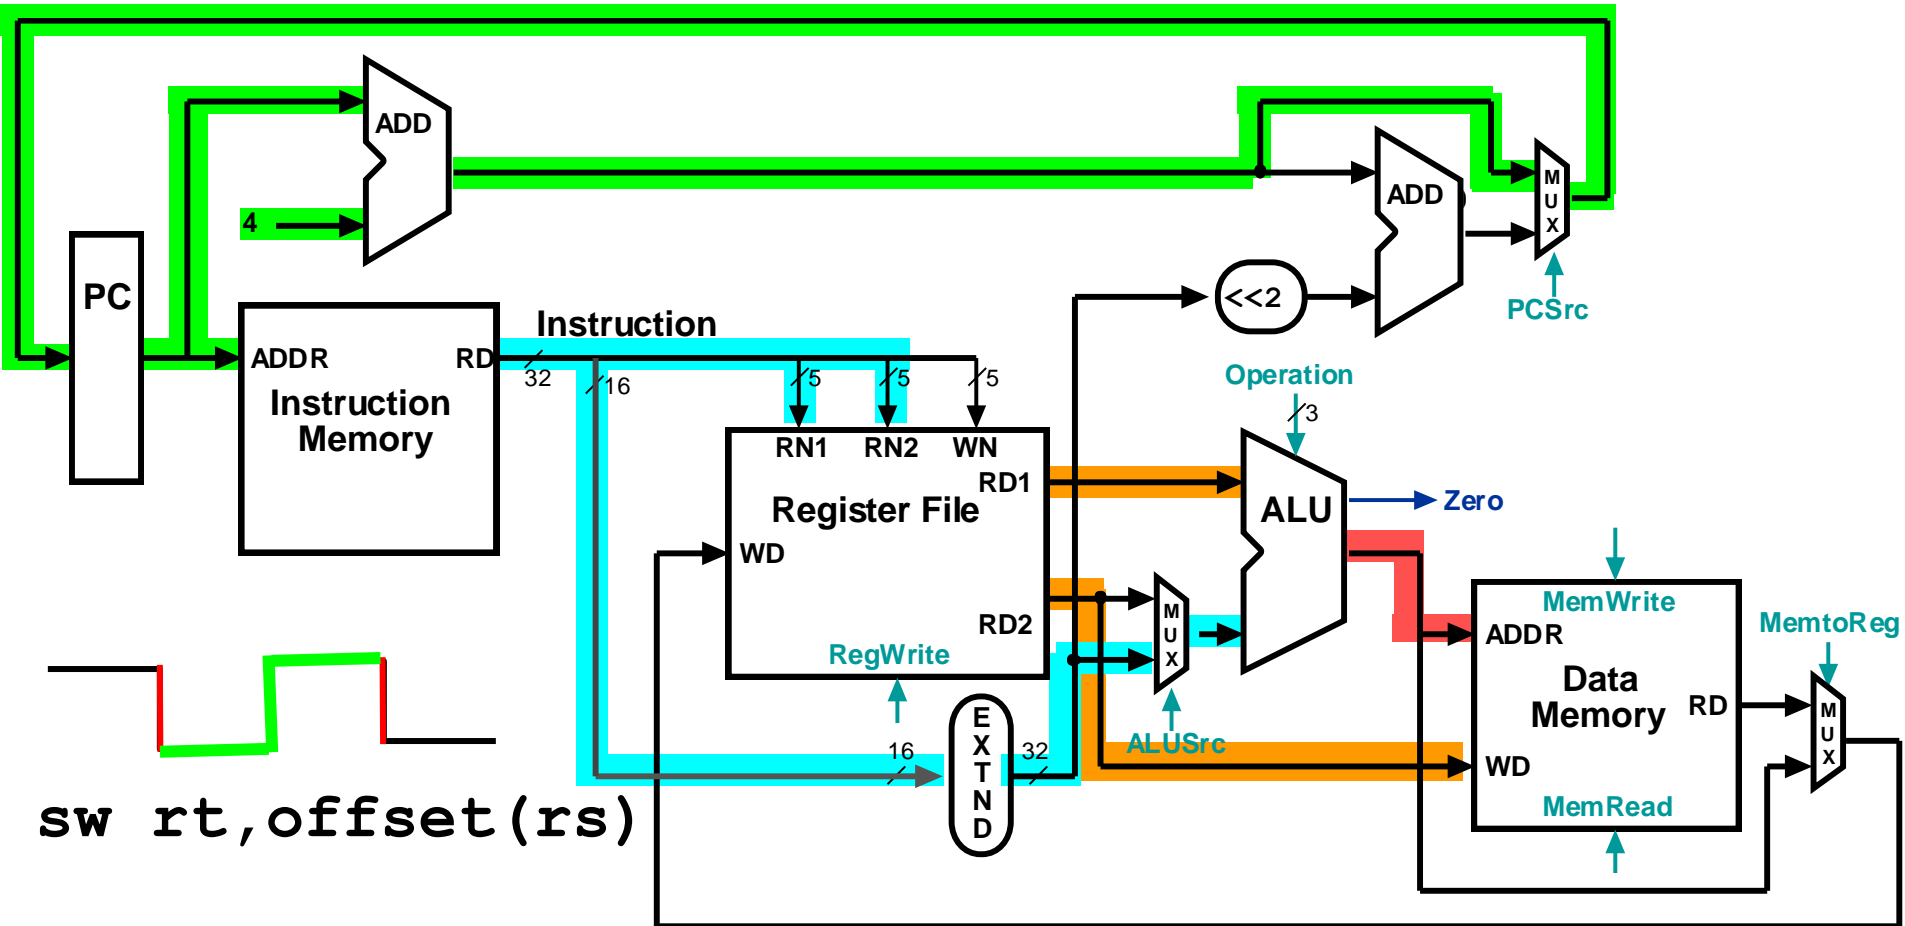 ADD
4
PC
ADD
M
U
X
<<2
PCSrc
Instruction
ADDR
RD
32
16
5
5
5
Instruction
Memory
Operation
3
RN1
RN2
WN
RD1
Register File
ALU
Zero
WD
RD2
RegWrite
M
U
X
ALUSrc
MemWrite
ADDR
MemtoReg
Data
Memory
RD
M
U
X
WD
MemRead
16
E
X
T
N
D
32
sw rt,offset(rs)